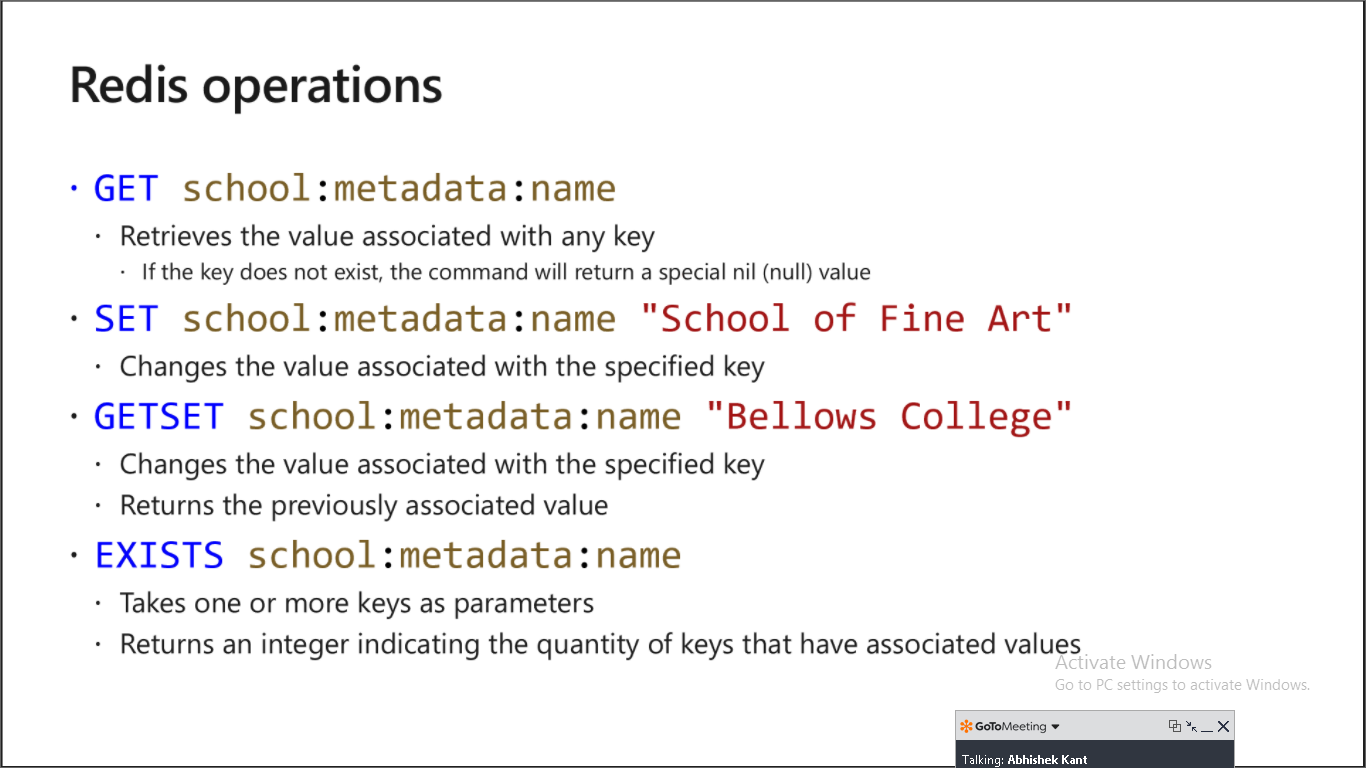 Redis operations
· GET school:metadata:name
· Retrieves the value associated with any key
· If the key does not exist, the command will return a special nil (null) value
· SET school:metadata:name "School of Fine Art"
· Changes the value associated with the specified key
· GETSET school:metadata:name "Bellows College"
· Changes the value associated with the specified key
· Returns the previously associated value
· EXISTS school:metadata:name
· Takes one or more keys as parameters
· Returns an integer indicating the quantity of keys that have associated values
Activate Windows
Go to PC settings to activate Windows.
GoToMeeting
Talking: Abhishek Kant